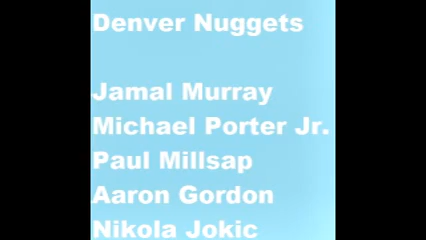 Denver Nuggets
Jamal Murray
Michael Porter Jr.
Paul Millsap
Aaron Gordon
Nikola Jokic